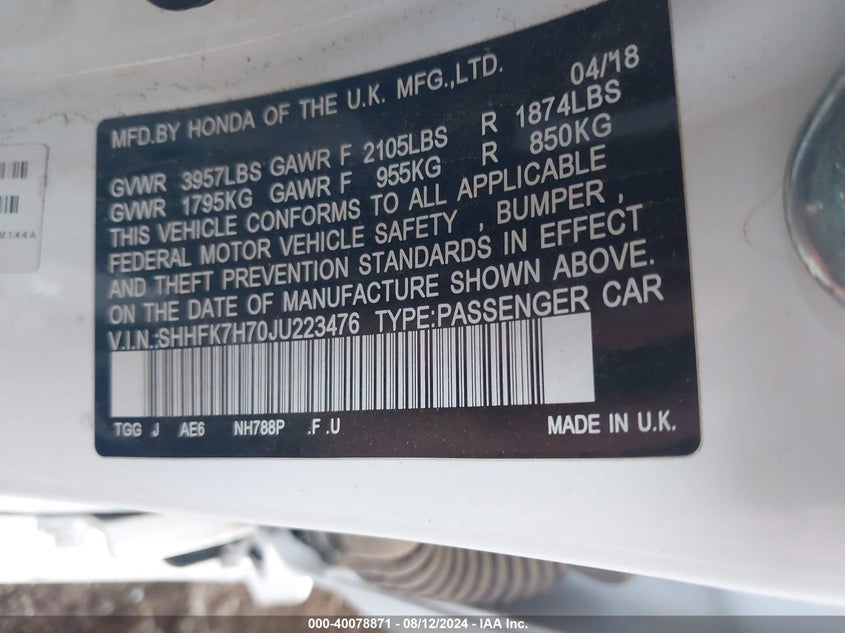 MFD.BY HONDA OF THE U.K. MFG.,LTD. 04/18
GVWR 3957LBS GAWR F 2105LBS R 1874LBS
GVWR 1795KG GAWR F 955KG R 850KG
THIS VEHICLE CONFORMS TO ALL APPLICABLE
FEDERAL MOTOR VEHICLE SAFETY , BUMPER ,
AND THEFT PREVENTION STANDARDS IN EFFECT
ON THE DATE OF MANUFACTURE SHOWN ABOVE.
V.I.N.:SHHFK7H70JU223476 TYPE:PASSENGER CAR
TGG J AE6 NH788P .F .U MADE IN U.K.
000-40078871 - 08/12/2024 - IAA Inc.